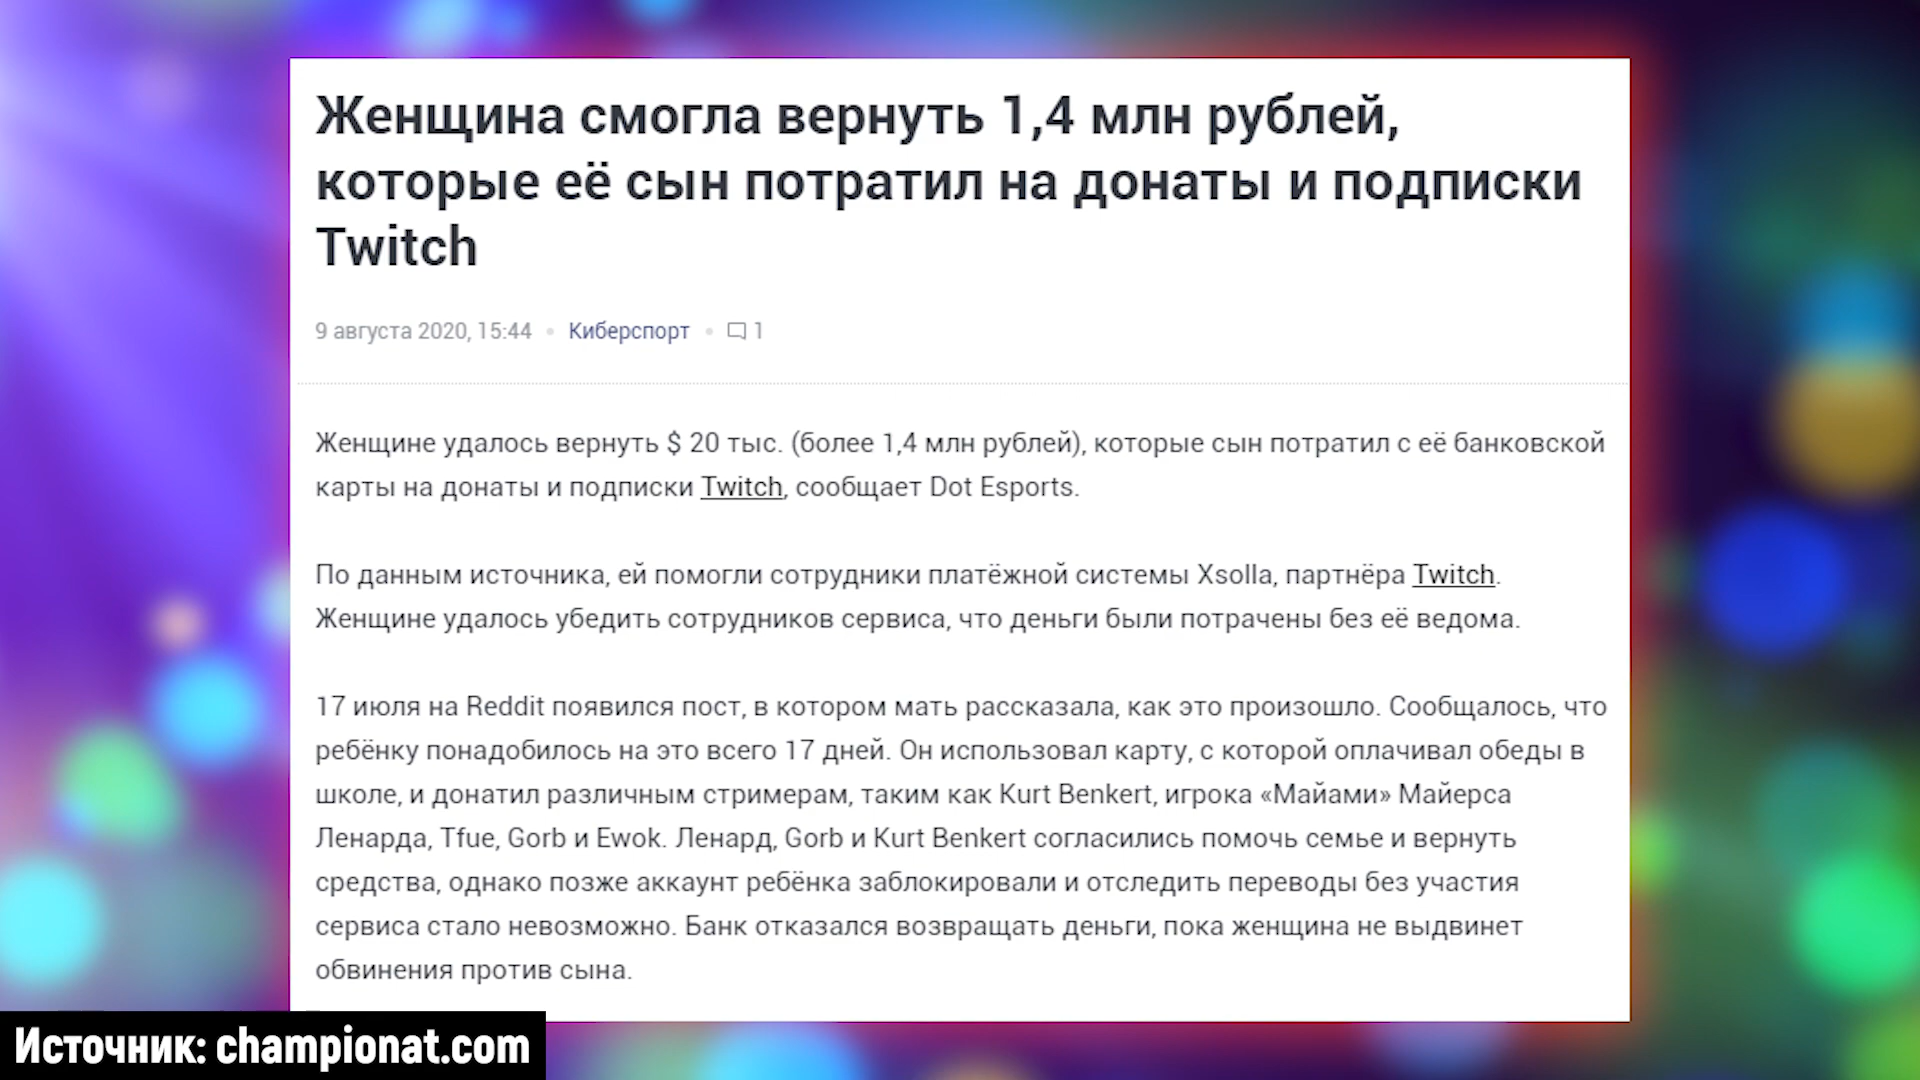 Женщина смогла вернуть 1,4 млн рублей,
которые её сын потратил на донаты и подписки
Twitch
9 августа 2020, 15:44 • Киберспорт • 1
Женщине удалось вернуть $ 20 тыс. (более 1,4 млн рублей), которые сын потратил с её банковской
карты на донаты и подписки Twitch, сообщает Dot Esports.
По данным источника, ей помогли сотрудники платёжной системы Xsolla, партнёра Twitch.
Женщине удалось убедить сотрудников сервиса, что деньги были потрачены без её ведома.
17 июля на Reddit появился пост, в котором мать рассказала, как это произошло. Сообщалось, что
ребёнку понадобилось на это всего 17 дней. Он использовал карту, с которой оплачивал обеды в
школе, и донатил различным стримерам, таким как Kurt Benkert, игрока «Майами» Майерса
Ленарда, Tfue, Gorb и Ewok. Ленард, Gorb и Kurt Benkert согласились помочь семье и вернуть
средства, однако позже аккаунт ребёнка заблокировали и отследить переводы без участия
сервиса стало невозможно. Банк отказался возвращать деньги, пока женщина не выдвинет
обвинения против сына.
Источник: championat.com